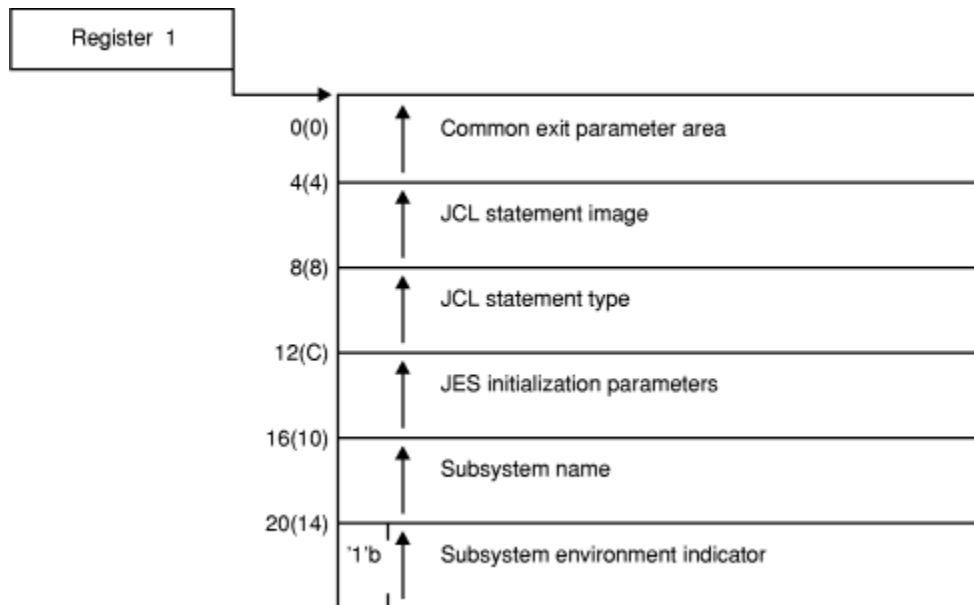 Register 1
0(0) Common exit parameter area
4(4)
JCL statement image
8(8)
JCL statement type
12(C)
JES initialization parameters
16(10)
Subsystem name
20(14)
'1'b Subsystem environment indicator